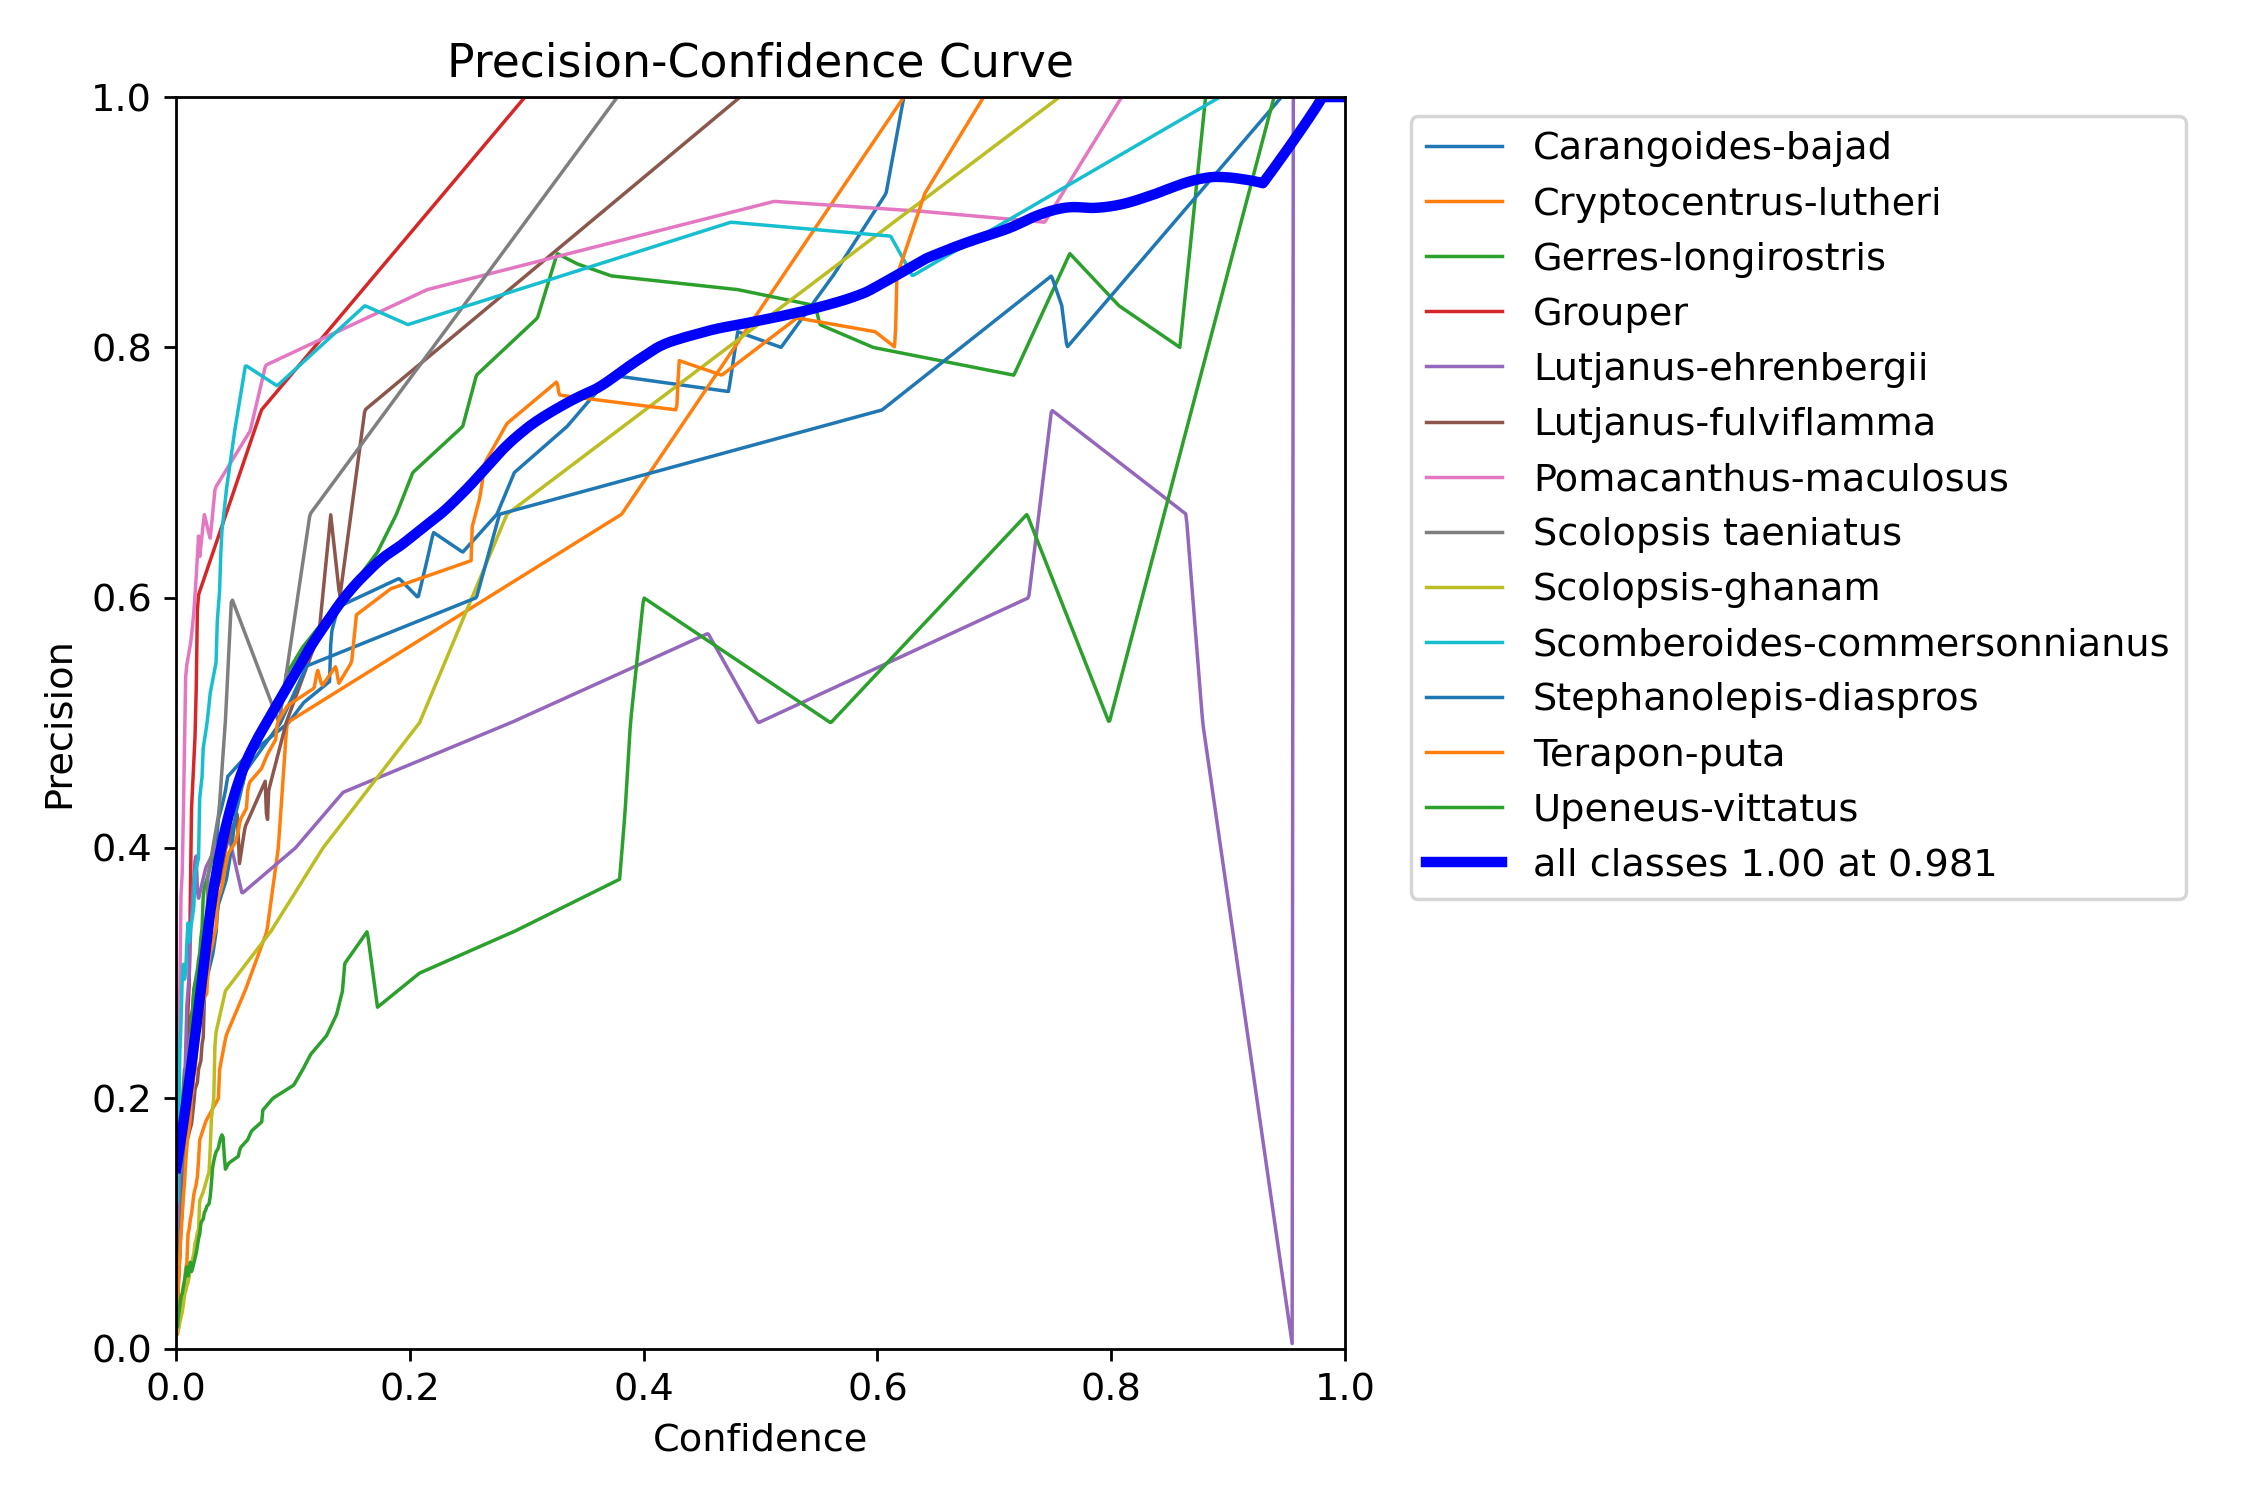 Precision-Confidence Curve
1.0
0.8
0.6
0.4
0.2
0.0
Precision
0.0 0.2 0.4 0.6 0.8 1.0
Confidence
Carangoides-bajad
Cryptocentrus-lutheri
Gerres-longirostris
Grouper
Lutjanus-ehrenbergii
Lutjanus-fulviflamma
Pomacanthus-maculosus
Scolopsis taeniatus
Scolopsis-ghanam
Scomberoides-commersonnianus
Stephanolepis-diaspros
Terapon-puta
Upeneus-vittatus
all classes 1.00 at 0.981